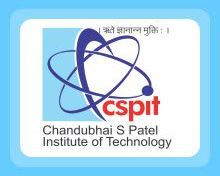 । ऋते ज्ञानान्न मुक्ति : ।
cspit
Chandubhai S Patel
Institute of Technology